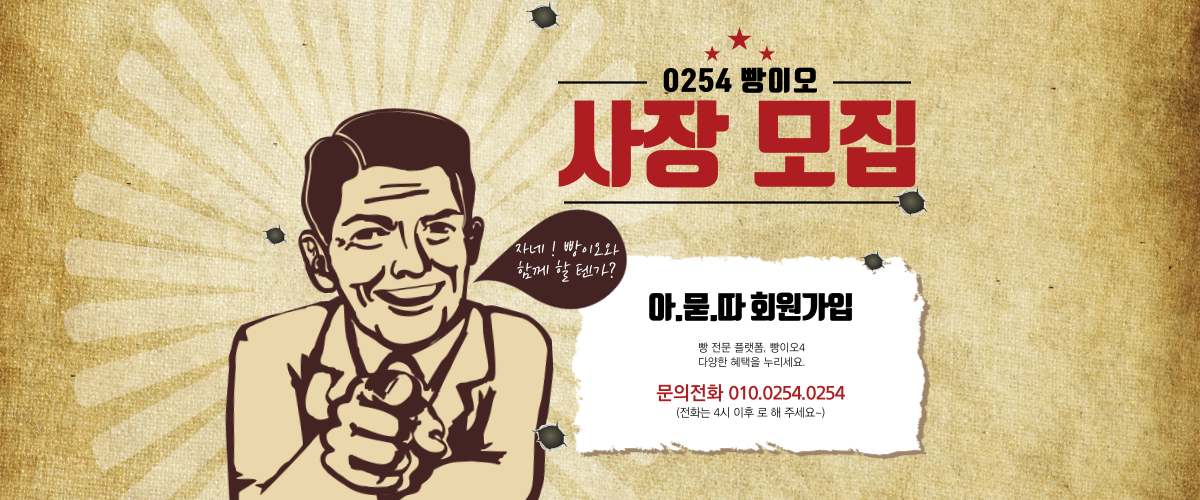 0254 빵이오
사장 모집
자네 ! 빵이오와
함께 할 텐가?
아.묻.따 회원가입
빵 전문 플랫폼, 빵이오4
다양한 혜택을 누리세요.
문의전화 010.0254.0254
(전화는 4시 이후 로 해 주세요~)